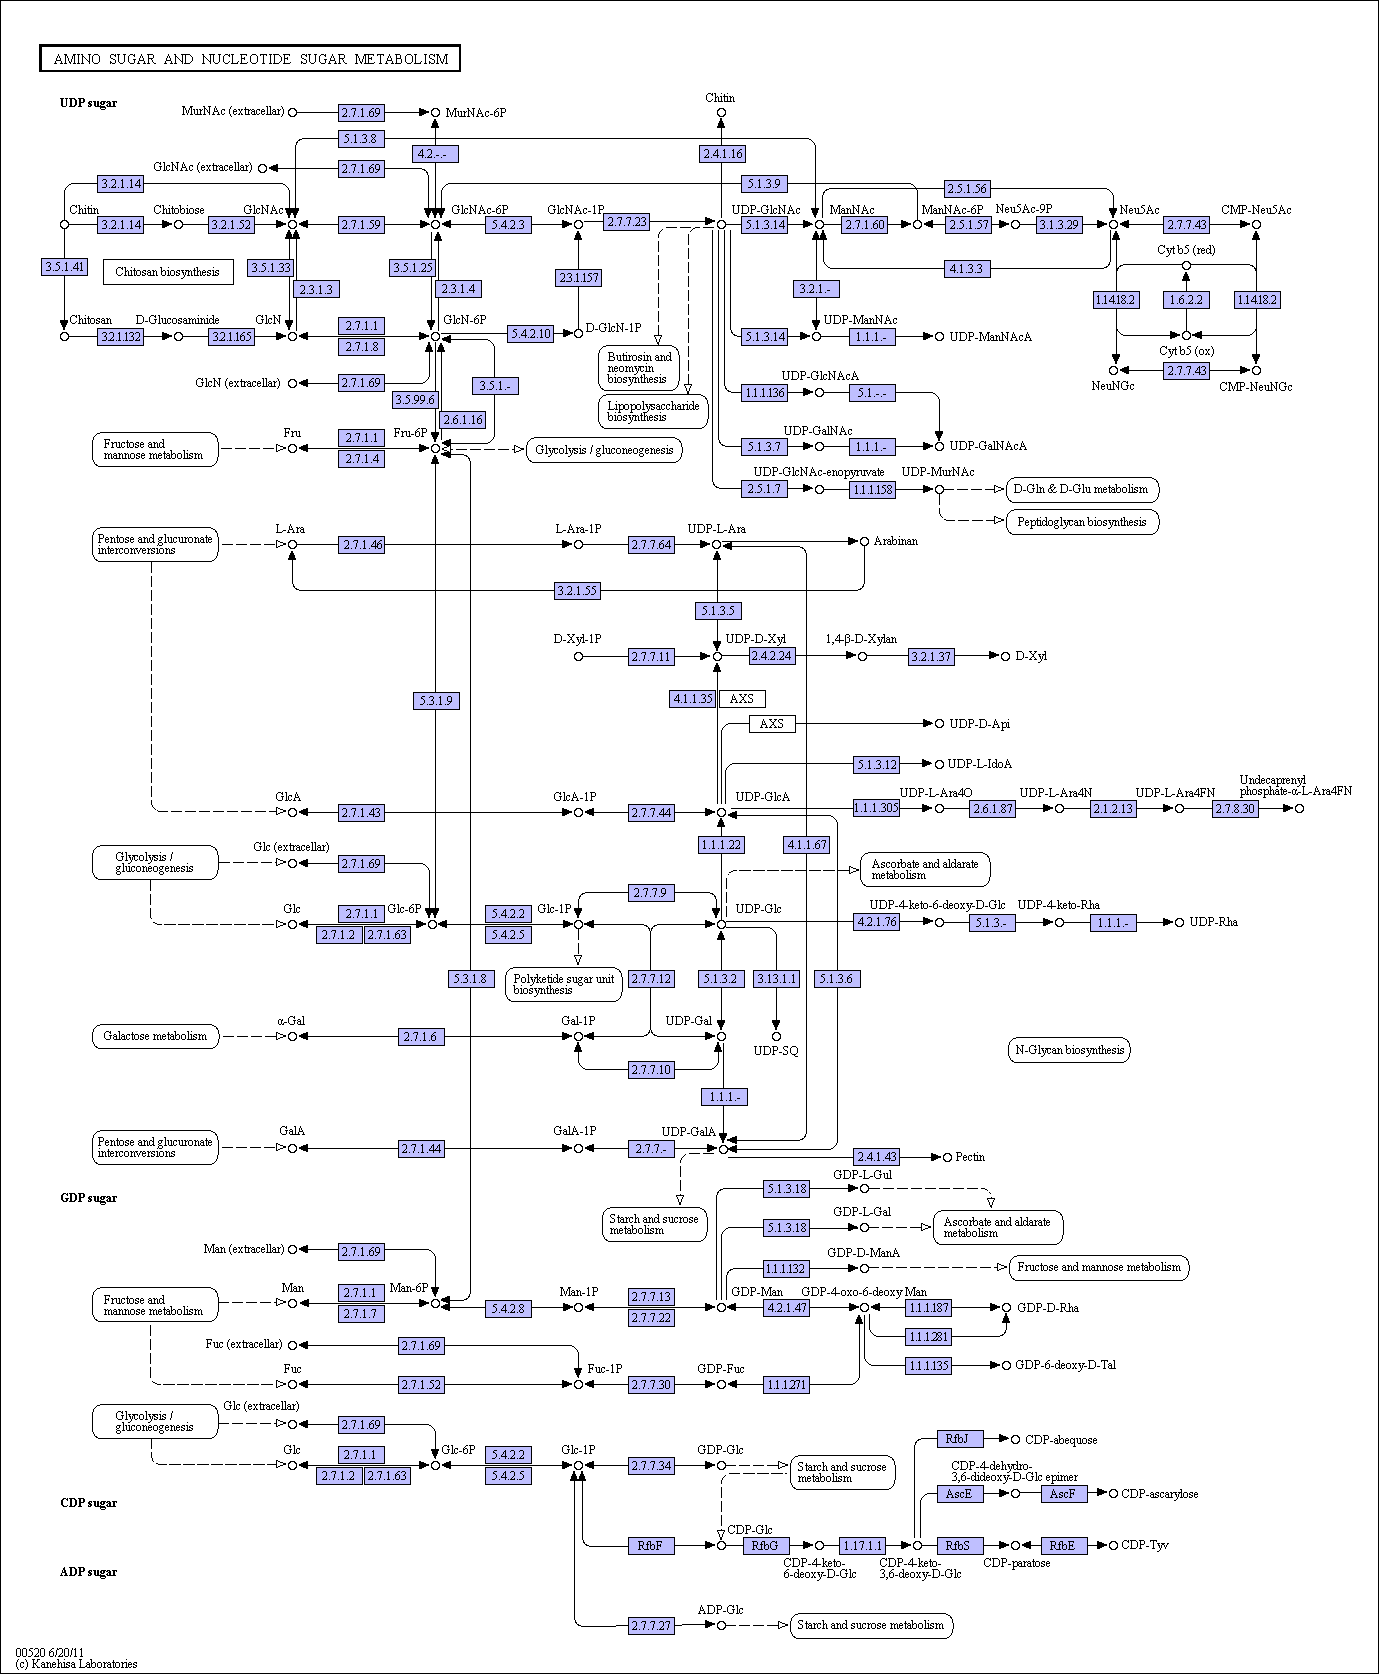 AMINO SUGAR AND NUCLEOTIDE SUGAR METABOLISM
UDP sugar
MurNAc (extracellar)
2.7.1.69
MurNAc-6P
Chitin
5.1.3.8
4.2.-.-
2.4.1.16
GlcNAc (extracellar)
2.7.1.69
3.2.1.14
5.1.3.9
2.5.1.56
Chitin
3.2.1.14
Chitobiose
3.2.1.52
GlcNAc
2.7.1.59
GlcNAc-6P
5.4.2.3
GlcNAc-1P
2.7.7.23
UDP-GlcNAc
5.1.3.14
ManNAc
2.7.1.60
ManNAc-6P
2.5.1.57
Neu5Ac-9P
3.1.3.29
Neu5Ac
2.7.7.43
CMP-Neu5Ac
Cyt b5 (red)
3.5.1.41
Chitosan biosynthesis
3.5.1.33
2.3.1.3
3.5.1.25
2.3.1.4
2.3.1.157
4.1.3.3
3.2.1.-
1.14.18.2
1.6.2.2
1.14.18.2
Chitosan
3.2.1.132
D-Glucosaminide
3.2.1.165
GlcN
2.7.1.1
2.7.1.8
GlcN-6P
5.4.2.10
D-GlcN-1P
5.1.3.14
UDP-ManNAc
1.1.1.-
UDP-ManNAcA
Cyt b5 (ox)
Butirosin and
neomycin
biosynthesis
GlcN (extracellar)
2.7.1.69
3.5.99.6
3.5.1.-
2.6.1.16
1.1.1.136
UDP-GlcNAcA
5.1.-.-
NeuNGc
2.7.7.43
CMP-NeuNGc
Lipopolysaccharide
biosynthesis
Fructose and
mannose metabolism
Fru
2.7.1.1
2.7.1.4
Fru-6P
Glycolysis / gluconeogenesis
5.1.3.7
UDP-GalNAc
1.1.1.-
UDP-GalNAcA
2.5.1.7
UDP-GlcNAc-enopyruvate
1.1.1.158
UDP-MurNAc
D-Gln & D-Glu metabolism
Peptidoglycan biosynthesis
Pentose and glucuronate
interconversions
L-Ara
2.7.1.46
L-Ara-1P
2.7.7.64
UDP-L-Ara
Arabinan
3.2.1.55
5.1.3.5
D-Xyl-1P
2.7.7.11
UDP-D-Xyl
2.4.2.24
1,4-β-D-Xylan
3.2.1.37
D-Xyl
5.3.1.9
4.1.1.35
AXS
AXS
UDP-D-Api
5.1.3.12
UDP-L-IdoA
GlcA
2.7.1.43
GlcA-1P
2.7.7.44
UDP-GlcA
1.1.1.305
UDP-L-Ara4O
2.6.1.87
UDP-L-Ara4N
2.1.2.13
UDP-L-Ara4FN
2.7.8.30
Undecaprenyl
phosphate-α-L-Ara4FN
Glycolysis /
gluconeogenesis
Glc (extracellar)
2.7.1.69
1.1.1.22
4.1.1.67
Ascorbate and aldarate
metabolism
Glc
2.7.1.1
2.7.1.2
2.7.1.63
Glc-6P
5.4.2.2
5.4.2.5
Glc-1P
2.7.7.9
UDP-Glc
4.2.1.76
UDP-4-keto-6-deoxy-D-Glc
5.1.3.-
UDP-4-keto-Rha
1.1.1.-
UDP-Rha
5.3.1.8
Polyketide sugar unit
biosynthesis
2.7.7.12
5.1.3.2
3.13.1.1
5.1.3.6
Galactose metabolism
α-Gal
2.7.1.6
Gal-1P
UDP-Gal
UDP-SQ
N-Glycan biosynthesis
2.7.7.10
1.1.1.-
Pentose and glucuronate
interconversions
GalA
2.7.1.44
GalA-1P
2.7.7.-
UDP-GalA
2.4.1.43
Pectin
GDP sugar
Starch and sucrose
metabolism
5.1.3.18
GDP-L-Gul
5.1.3.18
GDP-L-Gal
Ascorbate and aldarate
metabolism
Man (extracellar)
2.7.1.69
1.1.1.132
GDP-D-ManA
Fructose and mannose metabolism
Fructose and
mannose metabolism
Man
2.7.1.1
2.7.1.7
Man-6P
5.4.2.8
Man-1P
2.7.7.13
2.7.7.22
GDP-Man
4.2.1.47
GDP-4-oxo-6-deoxy Man
1.1.1.187
GDP-D-Rha
1.1.1.281
Fuc (extracellar)
2.7.1.69
1.1.1.135
GDP-6-deoxy-D-Tal
Fuc
2.7.1.52
Fuc-1P
2.7.7.30
GDP-Fuc
1.1.1.271
Glycolysis /
gluconeogenesis
Glc (extracellar)
2.7.1.69
Glc
2.7.1.1
2.7.1.2
2.7.1.63
Glc-6P
5.4.2.2
5.4.2.5
Glc-1P
2.7.7.34
GDP-Glc
Starch and sucrose
metabolism
RfbJ
CDP-abequose
CDP-4-dehydro-
3,6-dideoxy-D-Glc epimer
AscE
AscF
CDP-ascarylose
CDP sugar
RfbF
CDP-Glc
RfbG
CDP-4-keto-
6-deoxy-D-Glc
1.17.1.1
CDP-4-keto-
3,6-deoxy-D-Glc
RfbS
CDP-paratose
RfbE
CDP-Tyv
ADP sugar
2.7.7.27
ADP-Glc
Starch and sucrose metabolism
00520 6/20/11
(c) Kanehisa Laboratories